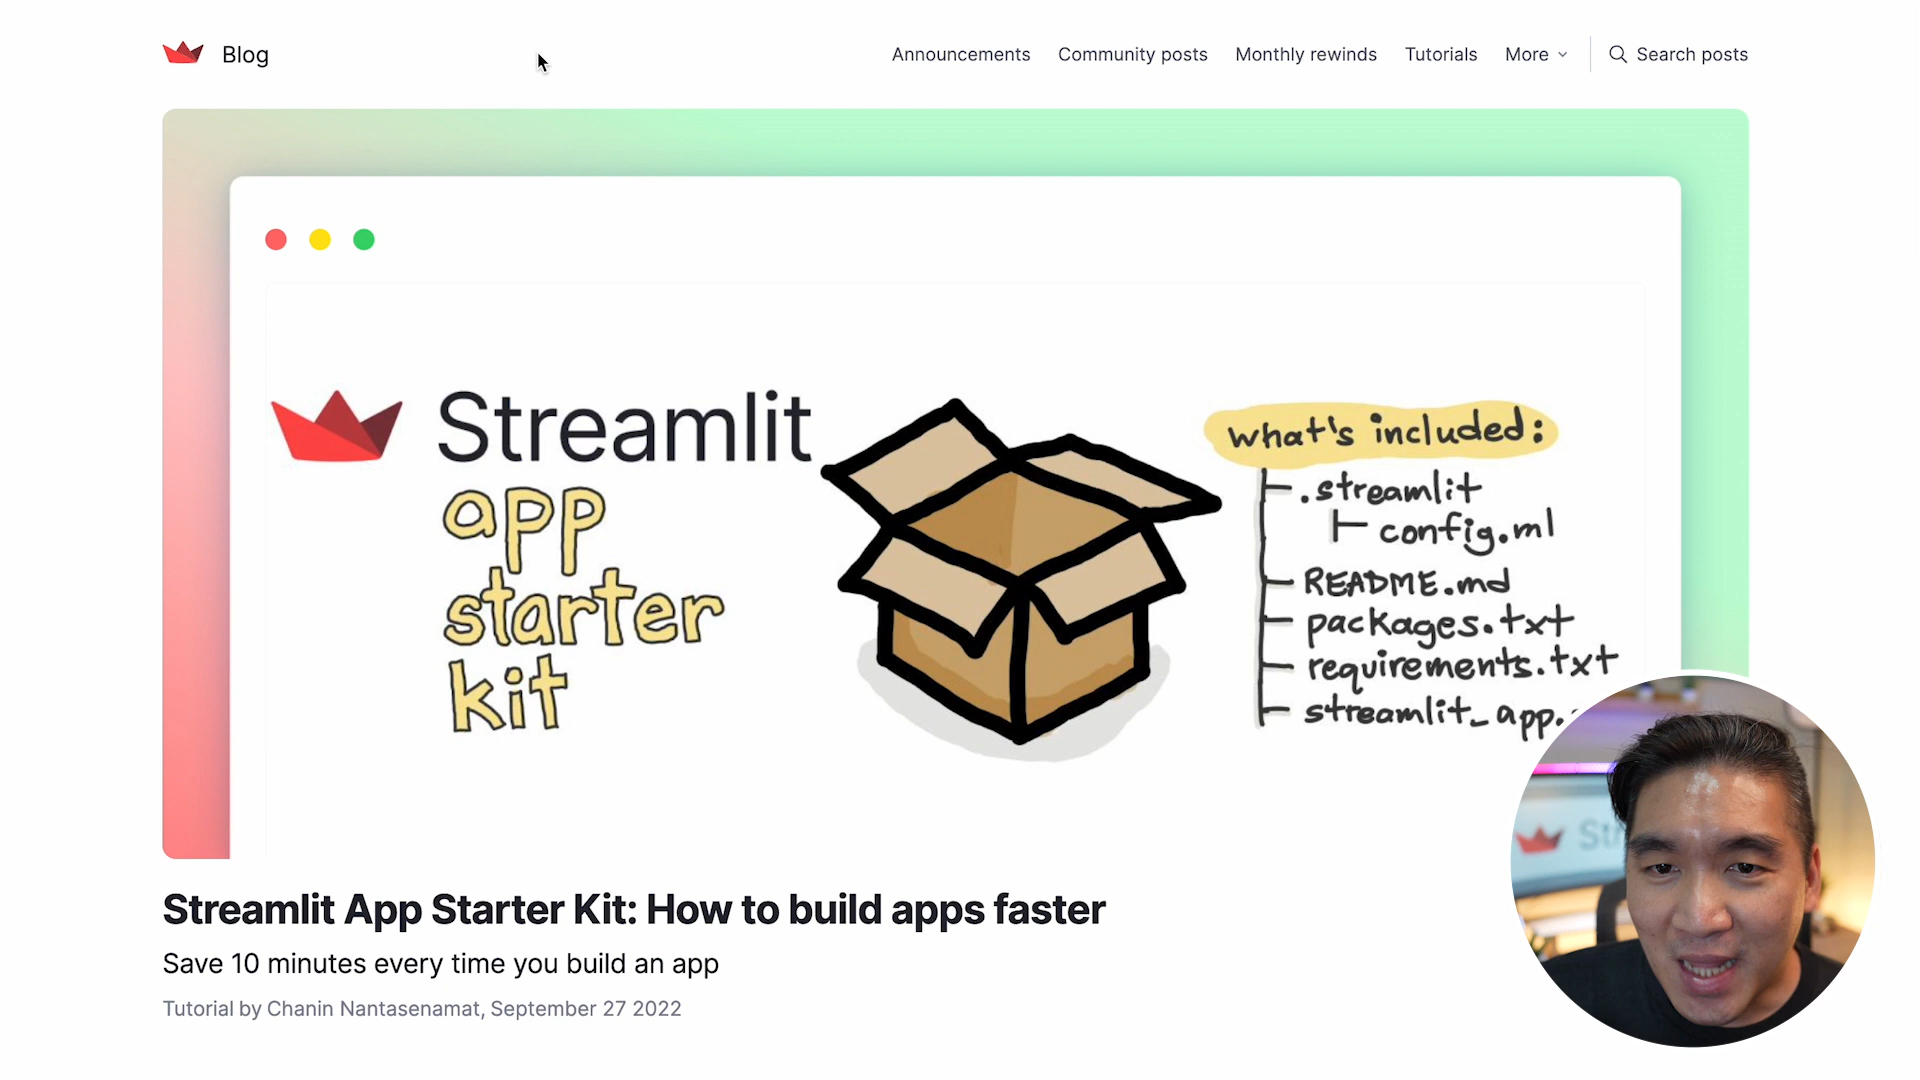 Blog
Announcements Community posts Monthly rewinds Tutorials More Search posts
Streamlit
app
starter
kit
what's included:
.streamlit
config.ml
README.md
packages.txt
requirements.txt
streamlit_app.
Streamlit App Starter Kit: How to build apps faster
Save 10 minutes every time you build an app
Tutorial by Chanin Nantasenamat, September 27 2022